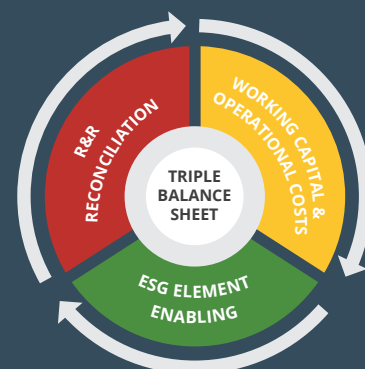 R&R
RECONCILIATION
WORKING CAPITAL &
OPERATIONAL COSTS
TRIPLE
BALANCE
SHEET
ESG ELEMENT
ENABLING